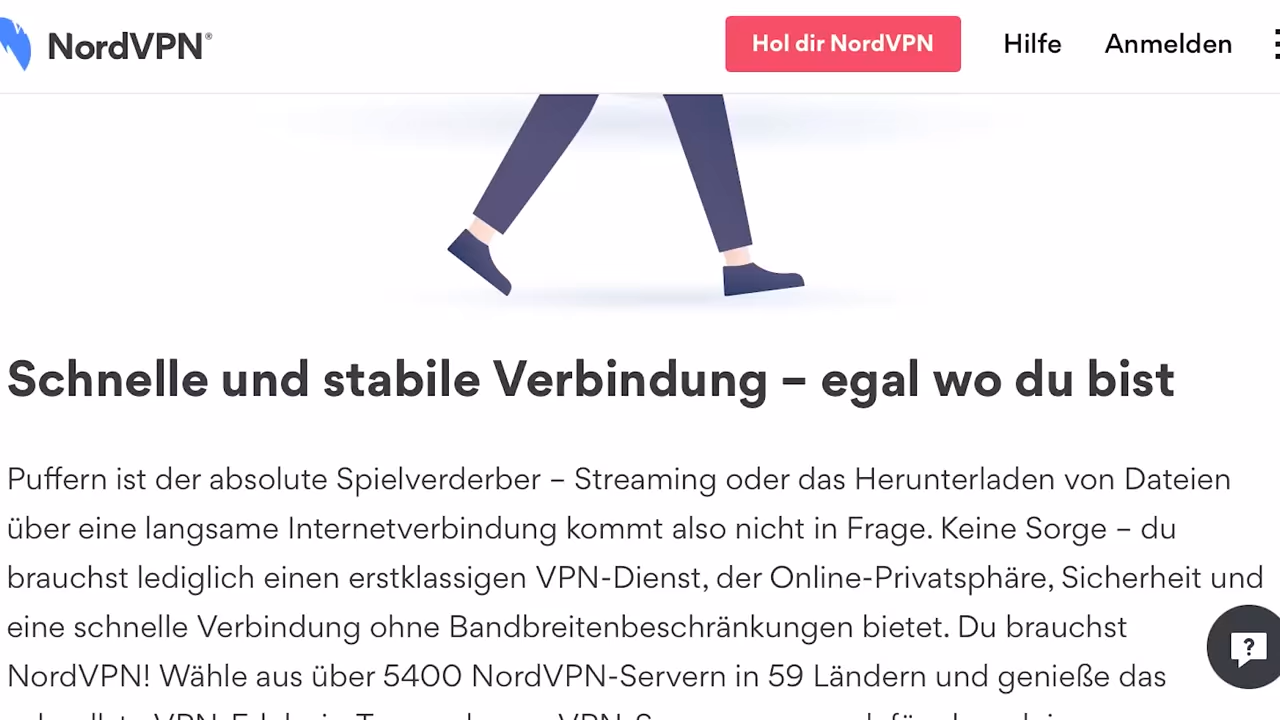 NordVPN®
Hol dir NordVPN
Hilfe
Anmelden
Schnelle und stabile Verbindung – egal wo du bist
Puffern ist der absolute Spielverderber – Streaming oder das Herunterladen von Dateien
über eine langsame Internetverbindung kommt also nicht in Frage. Keine Sorge – du
brauchst lediglich einen erstklassigen VPN-Dienst, der Online-Privatsphäre, Sicherheit und
eine schnelle Verbindung ohne Bandbreitenbeschränkungen bietet. Du brauchst
NordVPN! Wähle aus über 5400 NordVPN-Servern in 59 Ländern und genieße das